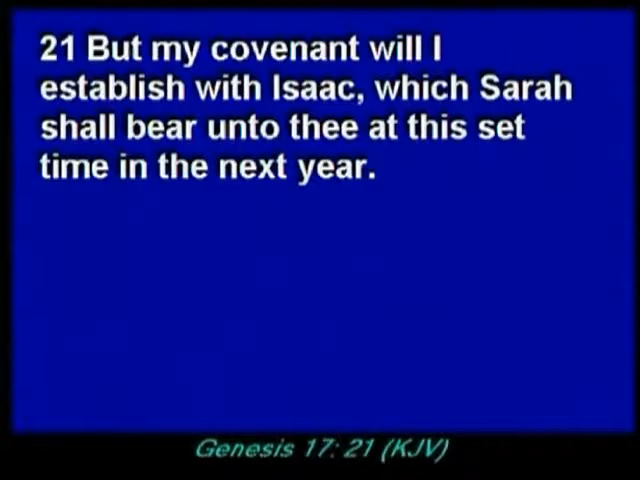 21 But my covenant will I
establish with Isaac, which Sarah
shall bear unto thee at this set
time in the next year.
Genesis 17: 21 (KJV)